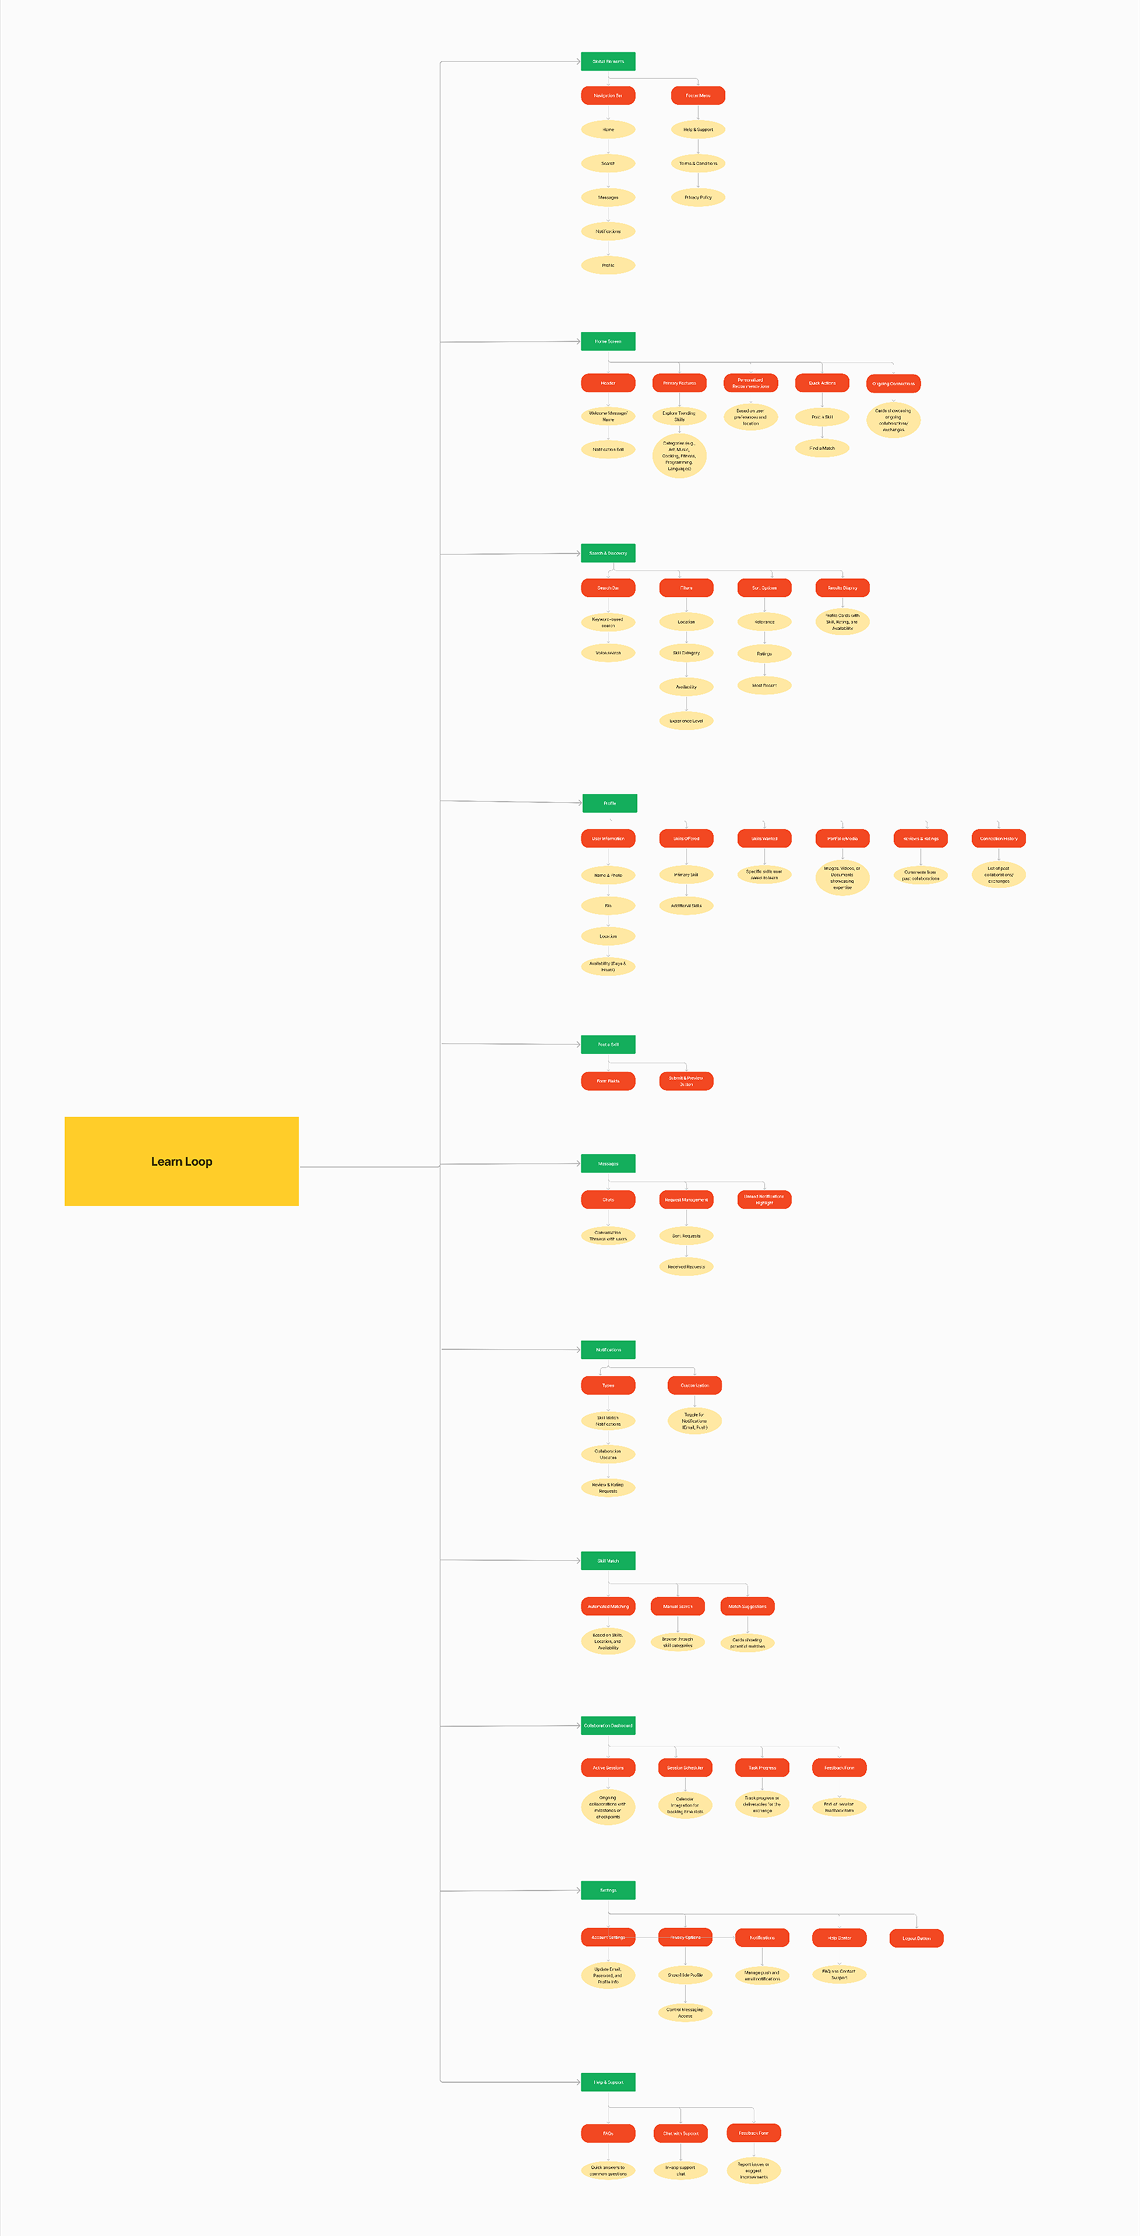 Global Elements
Navigation Bar
Footer Menu
Home
Help & Support
Search
Terms & Conditions
Messages
Privacy Policy
Notifications
Profile
Home Screen
Header
Primary Features
Personalized
Recommendations
Quick Actions
Ongoing Connections
Welcome Message/
Name
Explore Trending
Skills
Based on user
preferences and
location
Post a Skill
Cards showcasing
ongoing
collaborations/
exchanges
Notification Bell
Categories (e.g.,
Art, Music,
Cooking, Fitness,
Programming,
Languages)
Find a Match
Search & Discovery
Search Bar
Filters
Sort Options
Results Display
Keyword-based
search
Location
Relevance
Profile Cards with
Skill, Rating, and
Availability
Voice search
Skill Category
Ratings
Availability
Most Recent
Experience Level
Profile
User Information
Skills Offered
Skills Wanted
Portfolio/Media
Reviews & Ratings
Connection History
Name & Photo
Primary Skill
Specific skills user
wants to learn
Images, Videos, or
Documents
showcasing
expertise
Comments from
past collaborations
List of past
collaborations/
exchanges
Bio
Additional Skills
Location
Availability (Days &
Hours)
Post a Skill
Form Fields
Submit & Preview
Button
Learn Loop
Messages
Chats
Request Management
Unread Notifications
Highlight
Conversation
Threads with users
Sent Requests
Received Requests
Notifications
Types
Customization
Skill Match
Notifications
Toggle for
Notifications
(Email, Push)
Collaboration
Updates
Review & Rating
Requests
Skill Match
Automated Matching
Manual Search
Match Suggestions
Based on Skills,
Location, and
Availability
Browse through
skill categories
Cards showing
potential matches
Collaboration Dashboard
Active Sessions
Session Scheduler
Task Progress
Feedback Form
Ongoing
collaborations with
milestones or
checkpoints
Calendar
integration for
booking time slots
Track progress or
deliverables for the
exchange
End-of-session
feedback form
Settings
Account Settings
Privacy Options
Notifications
Help Center
Logout Button
Update Email,
Password, and
Profile Info
Show/Hide Profile
Manage push and
email notifications
FAQ and Contact
Support
Control Messaging
Access
Help & Support
FAQs
Chat with Support
Feedback Form
Quick answers to
common questions
In-app support
chat
Report issues or
suggest
improvements